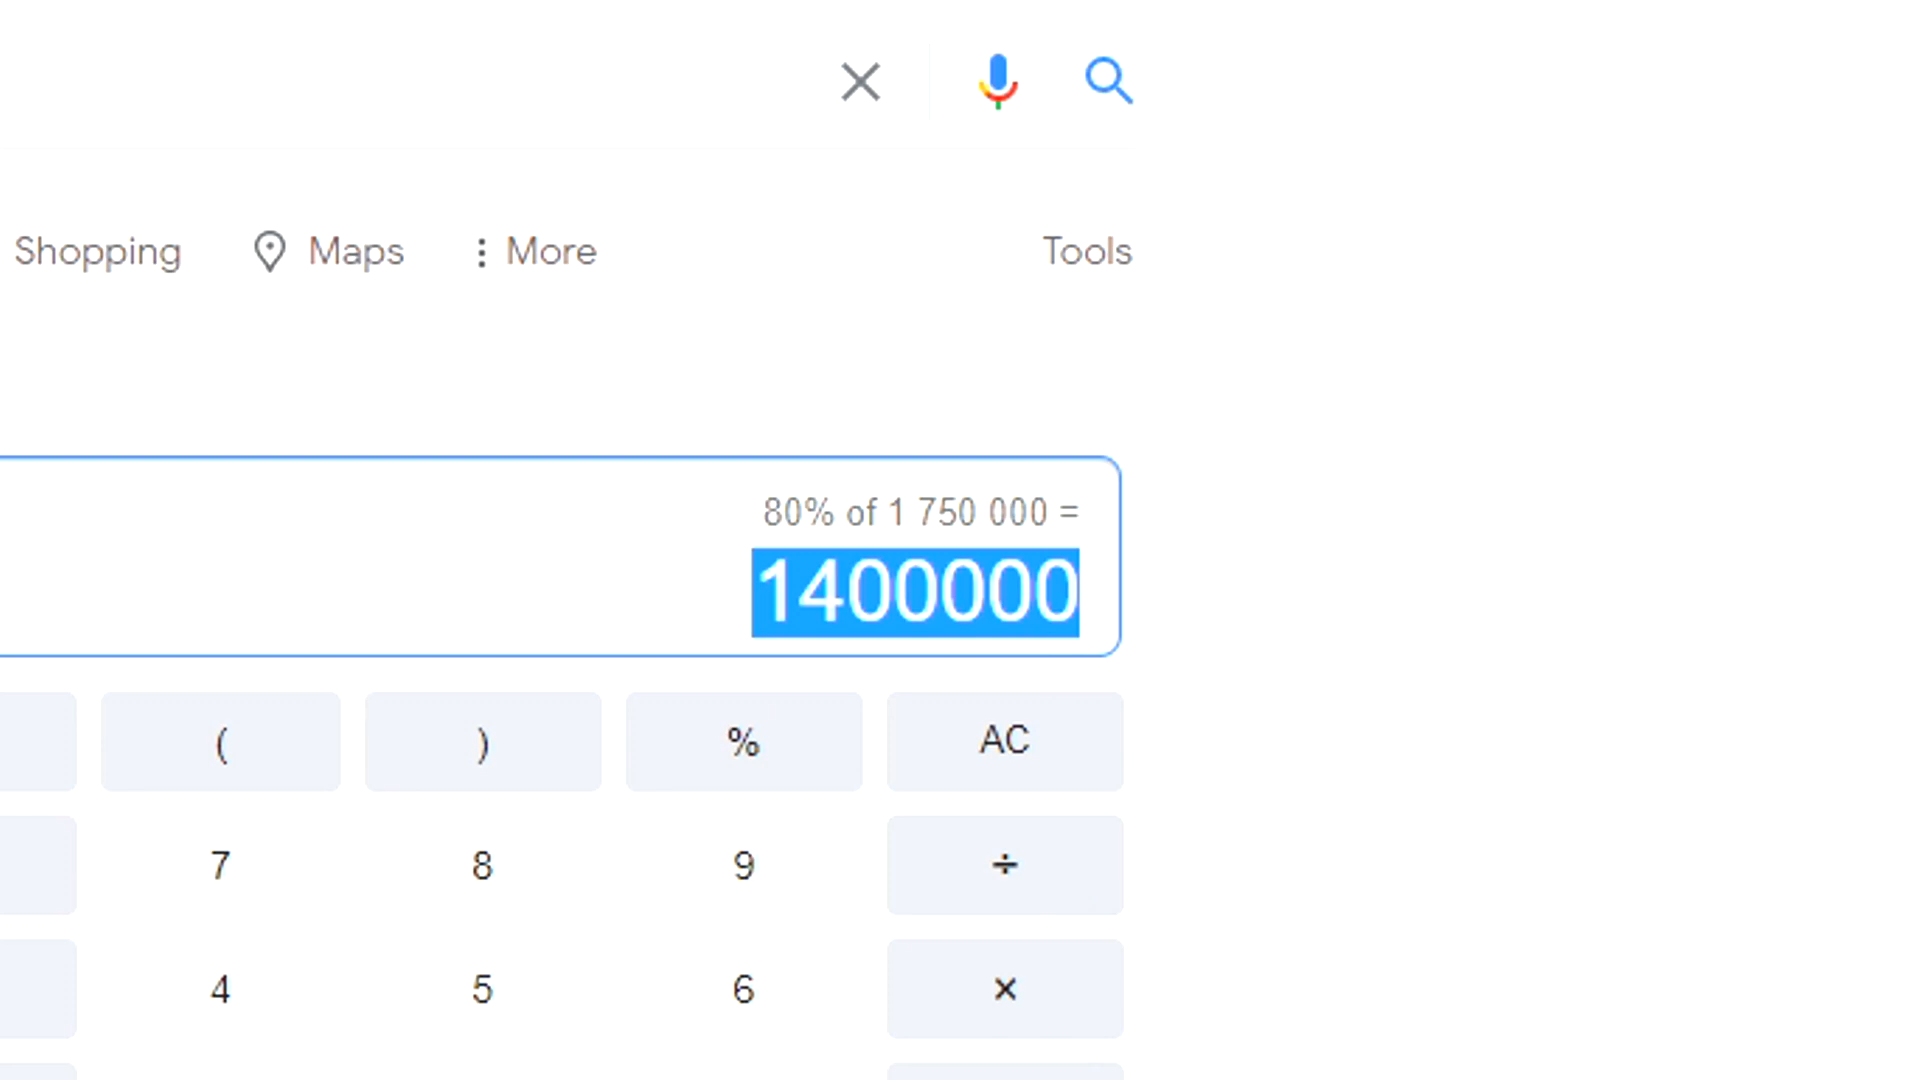 Shopping Maps More Tools
80% of 1 750 000 =
1400000
( ) % AC
7 8 9 ÷
4 5 6 ×